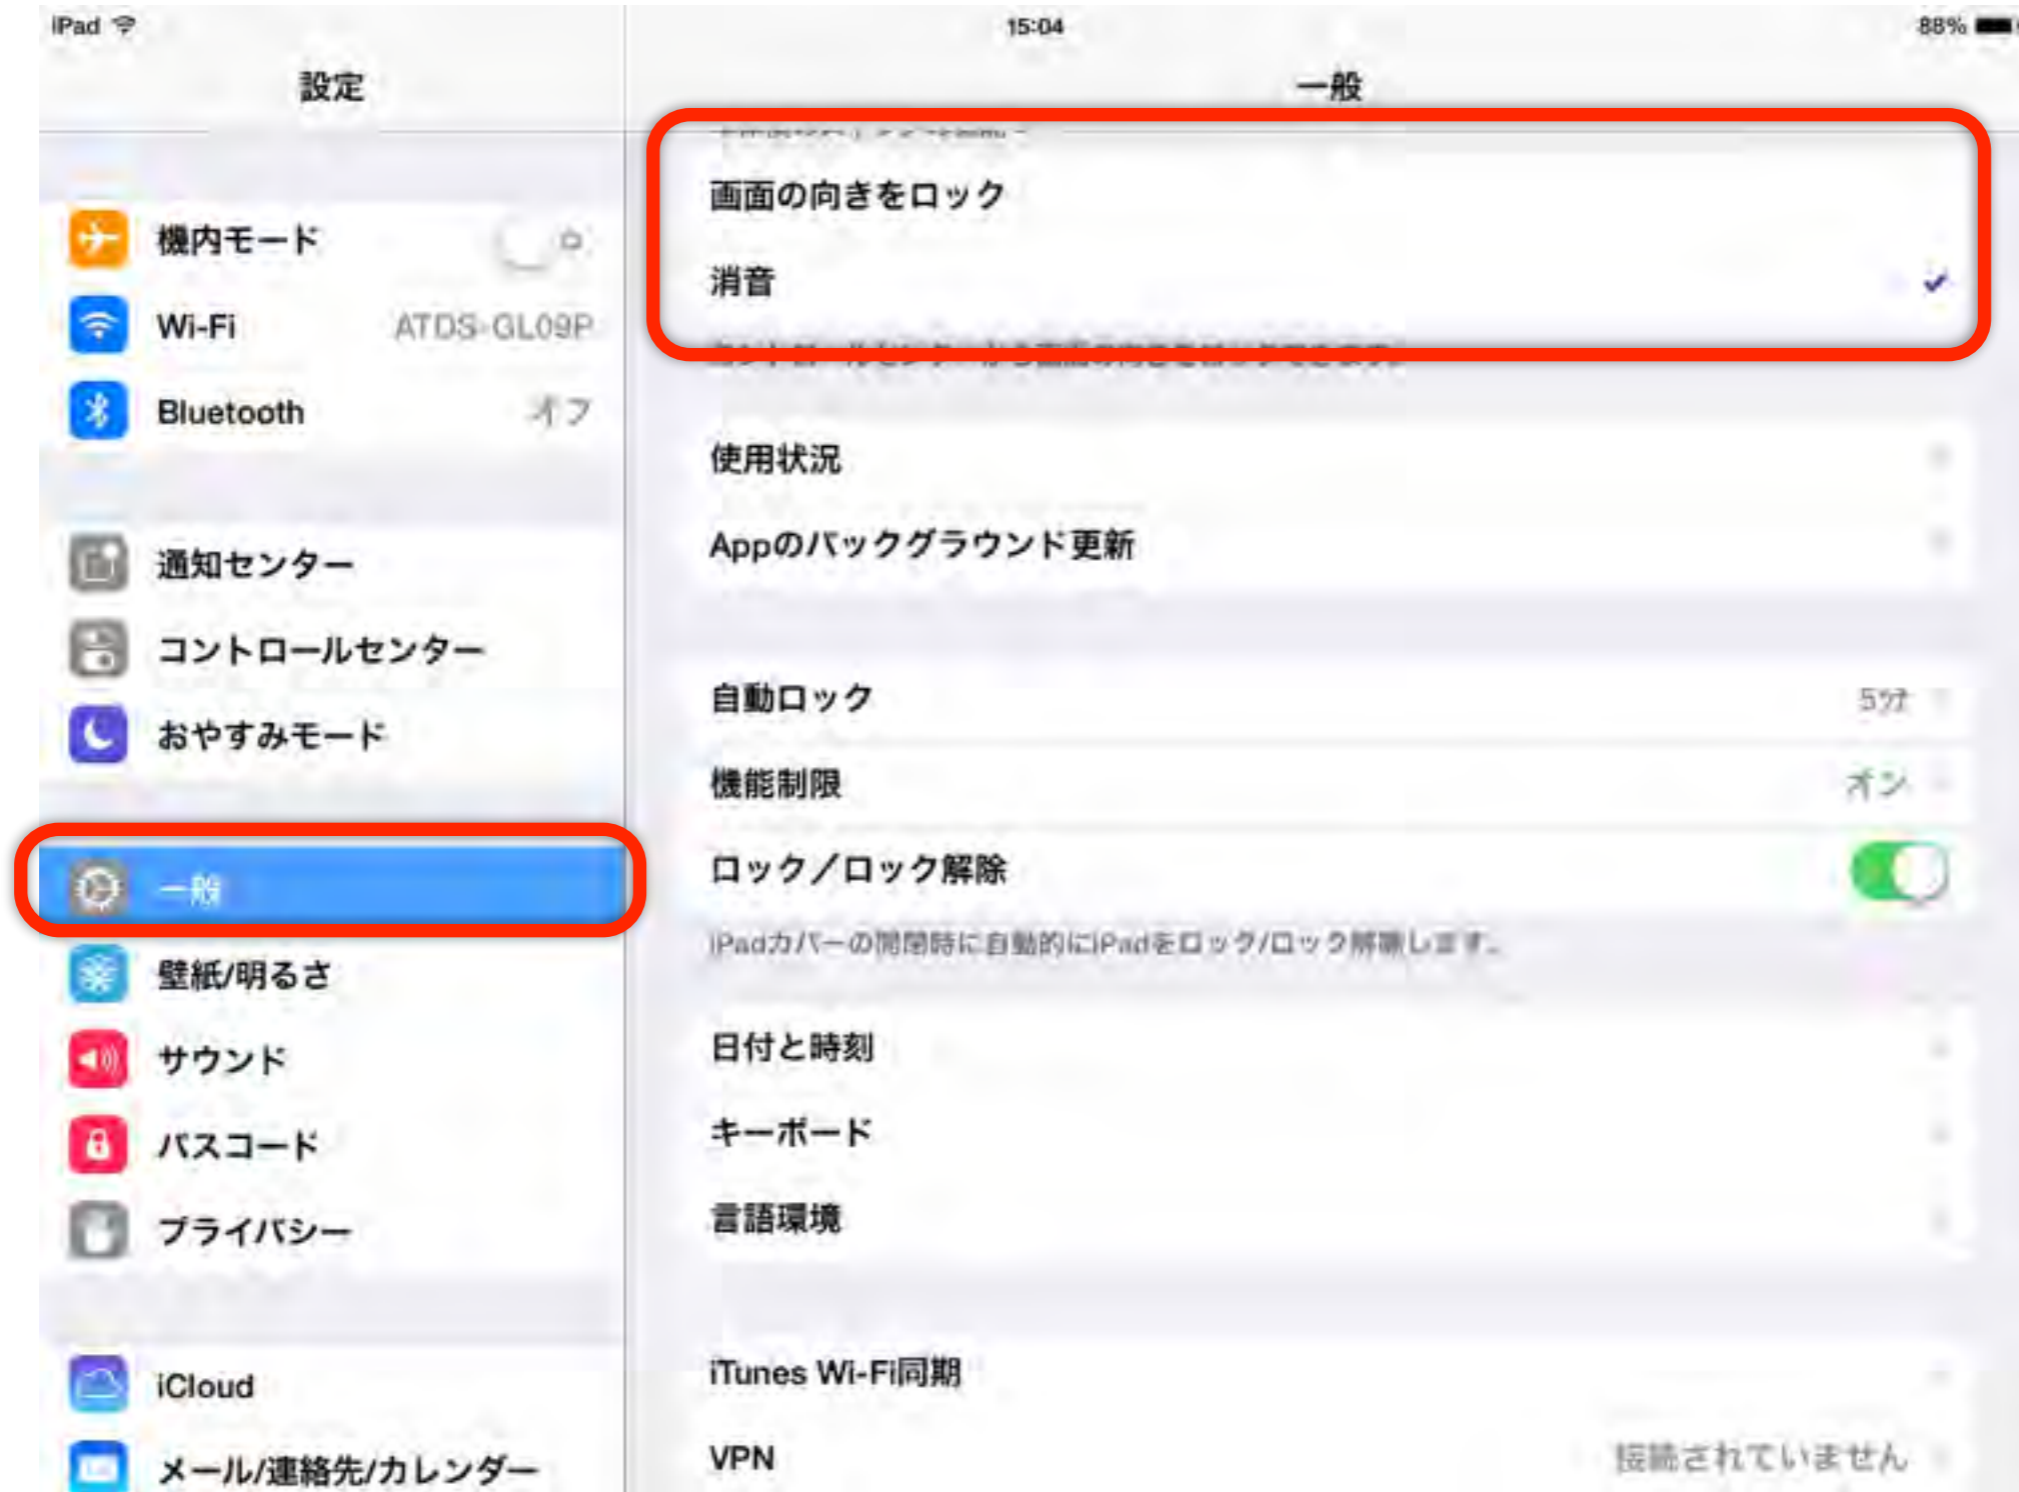 iPad
15:04
88%
設定
一般
機内モード
Wi-Fi
ATDS-GL09P
Bluetooth
オフ
通知センター
コントロールセンター
おやすみモード
一般
壁紙/明るさ
サウンド
パスコード
プライバシー
iCloud
メール/連絡先/カレンダー
画面の向きをロック
消音
使用状況
Appのバックグラウンド更新
自動ロック
5分
機能制限
オン
ロック/ロック解除
iPadカバーの開閉時に自動的にiPadをロック/ロック解除します。
日付と時刻
キーボード
言語環境
iTunes Wi-Fi同期
VPN
接続されていません